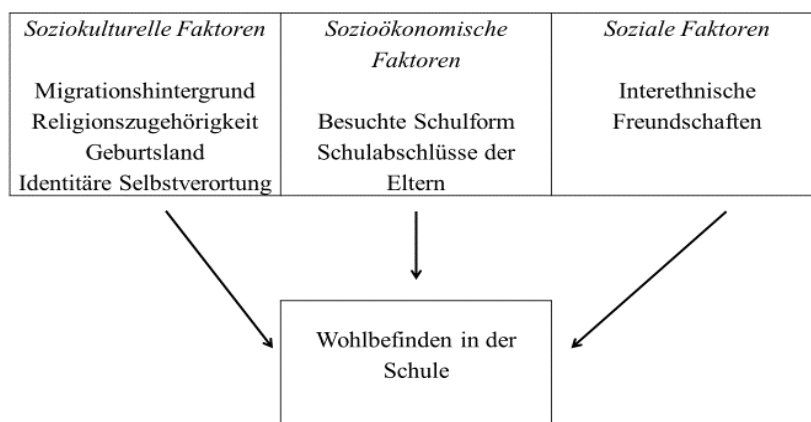 Soziokulturelle Faktoren
Migrationshintergrund
Religionszugehörigkeit
Geburtsland
Identitäre Selbstverortung
Sozioökonomische
Faktoren
Besuchte Schulform
Schulabschlüsse der
Eltern
Soziale Faktoren
Interethnische
Freundschaften
Wohlbefinden in der
Schule